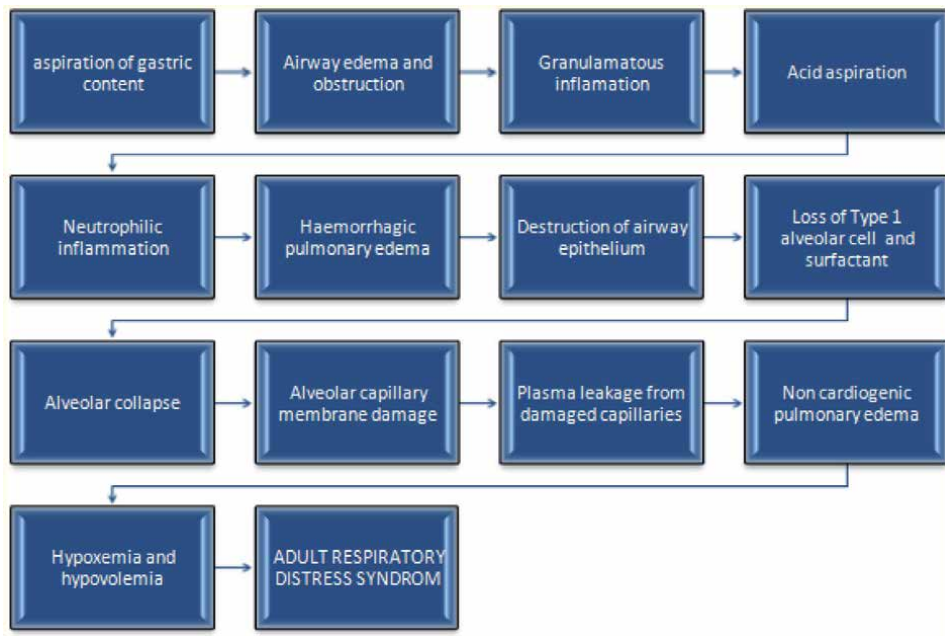 aspiration of gastric
content
Airway edema and
obstruction
Granulamatous
inflamation
Acid aspiration
Neutrophilic
inflammation
Haemorrhagic
pulmonary edema
Destruction of airway
epithelium
Loss of Type 1
alveolar cell and
surfactant
Alveolar collapse
Alveolar capillary
membrane damage
Plasma leakage from
damaged capillaries
Non cardiogenic
pulmonary edema
Hypoxemia and
hypovolemia
ADULT RESPIRATORY
DISTRESS SYNDROM